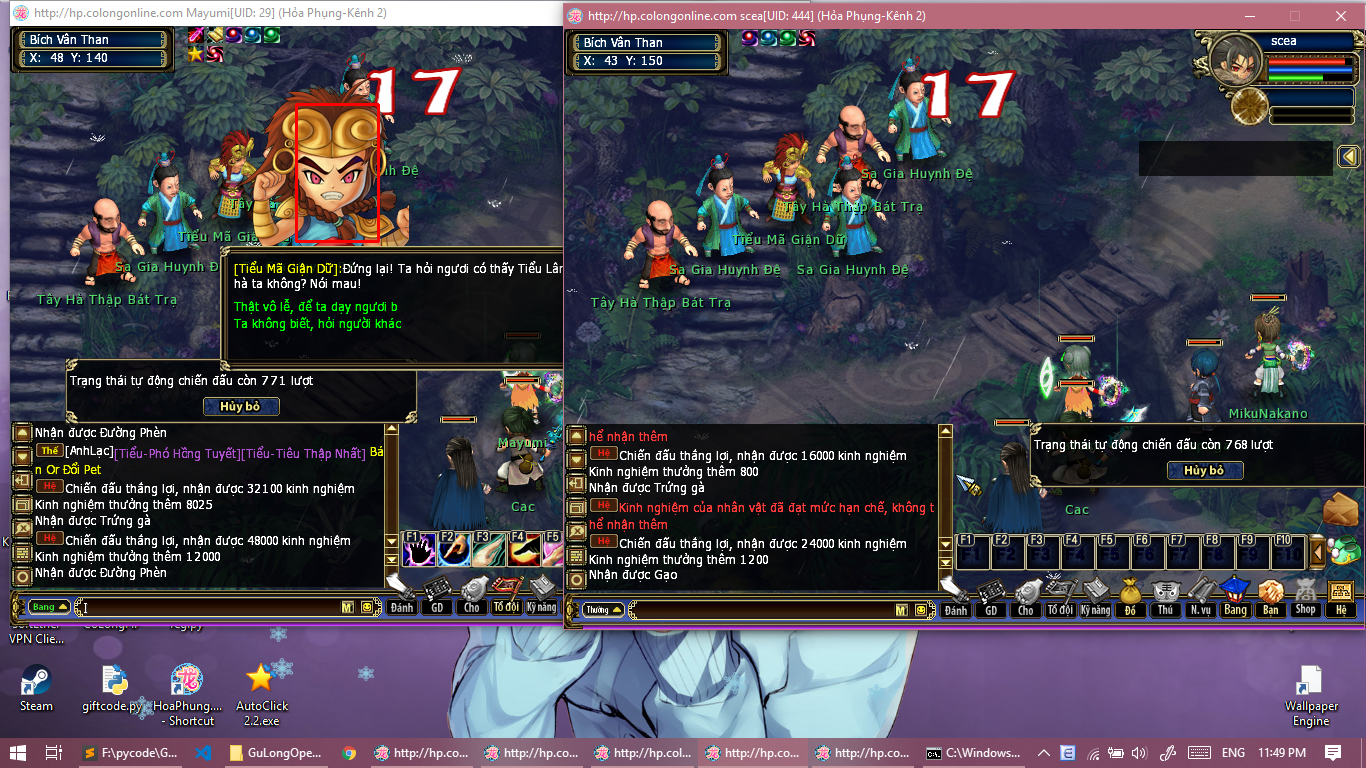 http://hp.colongonline.com Mayumi[UID: 29] (Hỏa Phụng-Kênh 2)
Bích Vân Than
X: 48 Y: 140
17
Sa Gia Huynh Đ
Tây Hà Thập Bát Trạ
[Tiểu Mã Giận Dữ]:Đứng lại! Ta hỏi ngươi có thấy Tiểu Lân
hà ta không? Nói mau!
Thật vô lễ, để ta dạy ngươi b
Ta không biết, hỏi người khác
Trạng thái tự động chiến đấu còn 771 lượt
Hủy bỏ
Nhận được Đường Phèn
Thế [AnhLạc][Tiểu-Phó Hồng Tuyết][Tiểu-Tiêu Thập Nhất] Bá
n Or Đổi Pet
Hệ Chiến đấu thắng lợi, nhận được 32100 kinh nghiệm
Kinh nghiệm thưởng thêm 8025
Nhận được Trứng gà
Hệ Chiến đấu thắng lợi, nhận được 48000 kinh nghiệm
Kinh nghiệm thưởng thêm 12000
Nhận được Đường Phèn
Mayumi
Cac
F1 F2 F3 F4 F5
Bang
M
Đánh GD Cho Tổ đội Kỹ năng
http://hp.colongonline.com scea[UID: 444] (Hỏa Phụng-Kênh 2)
Bích Vân Than
X: 43 Y: 150
17
scea
Sa Gia Huynh Đệ
Tây Hà Thập Bát Trạ
Tiểu Mã Giận Dữ
Sa Gia Huynh Đệ Sa Gia Huynh Đệ
Tây Hà Thập Bát Trạ
MikuNakano
Trạng thái tự động chiến đấu còn 768 lượt
Hủy bỏ
Cac
hể nhận thêm
Hệ Chiến đấu thắng lợi, nhận được 16000 kinh nghiệm
Kinh nghiệm thưởng thêm 800
Nhận được Trứng gà
Hệ Kinh nghiệm của nhân vật đã đạt mức hạn chế, không t
hể nhận thêm
Hệ Chiến đấu thắng lợi, nhận được 24000 kinh nghiệm
Kinh nghiệm thưởng thêm 1200
Nhận được Gạo
F1 F2 F3 F4 F5 F6 F7 F8 F9 F10
Thường
M
Đánh GD Cho Tổ đội Kỹ năng Đồ Thú N.vụ Bang Bạn Shop Hệ
VPN Clie...
Steam
giftcode.py
HoaPhung....
- Shortcut
AutoClick
2.2.exe
Wallpaper
Engine
F:\pycode\G...
GuLongOpe...
http://hp.co...
http://hp.co...
http://hp.col...
http://hp.co...
http://hp.co...
C:\Windows...
ENG
11:49 PM